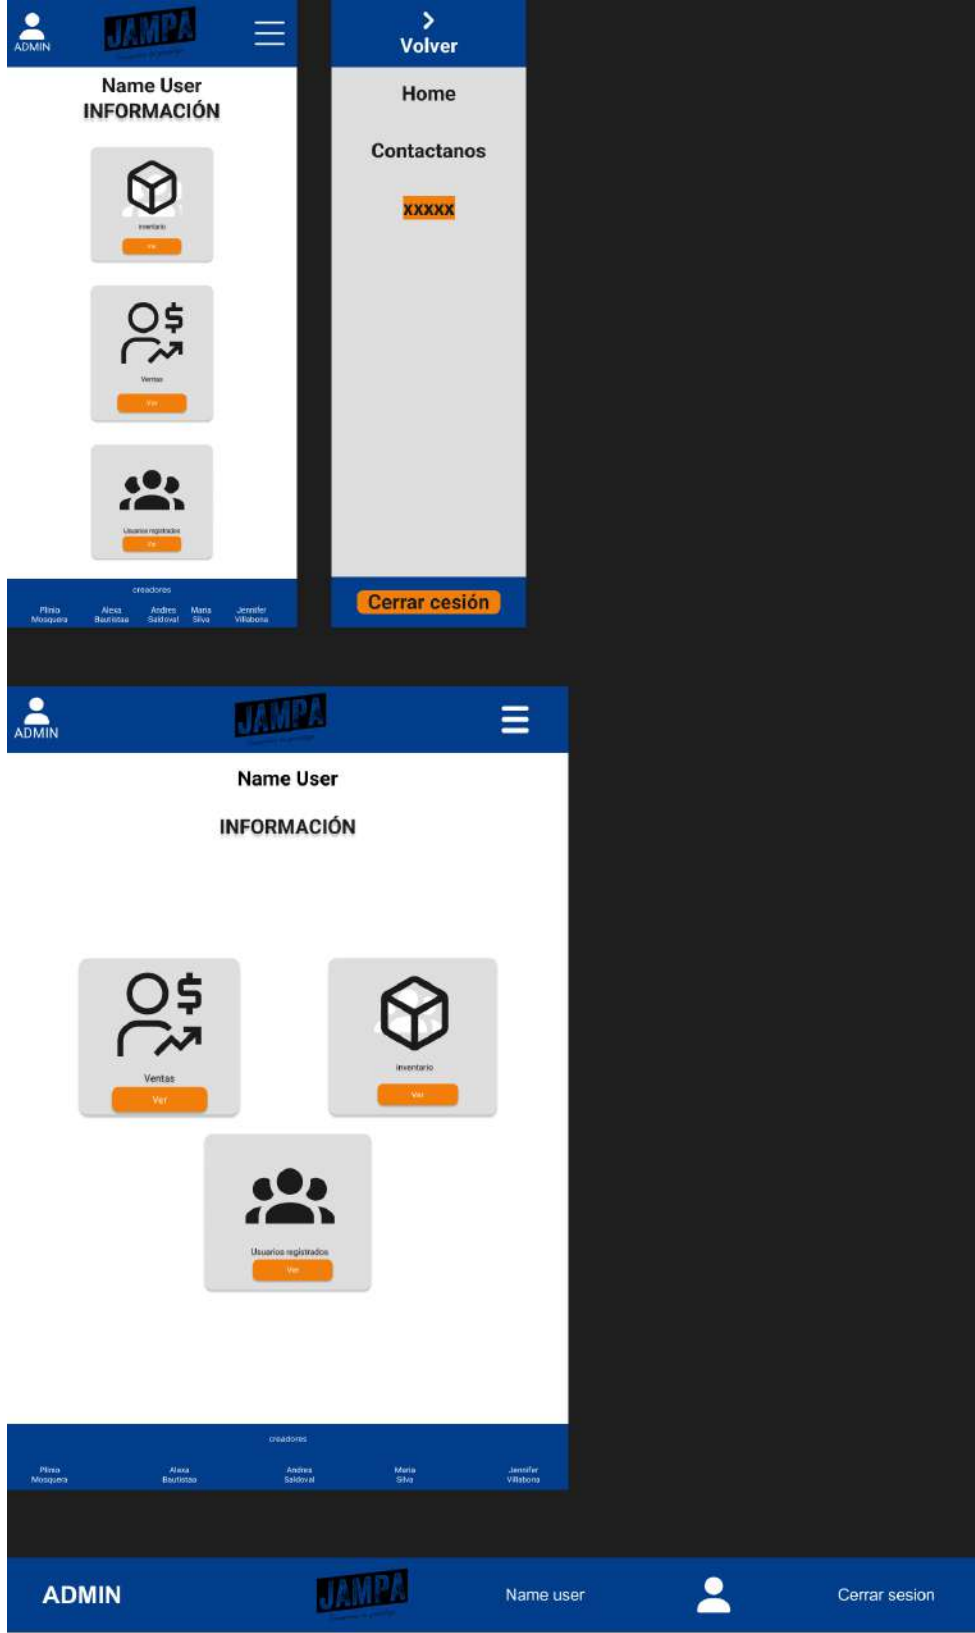 ADMIN
JAMPA
Name User
INFORMACIÓN
inventario
Ver
Ventas
Ver
Usuarios registrados
Ver
creadores
Plinio Alexa Andres Maria Jennifer
Mosquera Bautistaa Saldoval Silva Villabona
Volver
Home
Contactanos
xxxxx
Cerrar cesión
ADMIN
JAMPA
Name User
INFORMACIÓN
Ventas
Ver
inventario
Ver
Usuarios registrados
Ver
creadores
Plinio Alexa Andres Maria Jennifer
Mosquera Bautistaa Saldoval Silva Villabona
ADMIN
JAMPA
Name user
Cerrar sesion